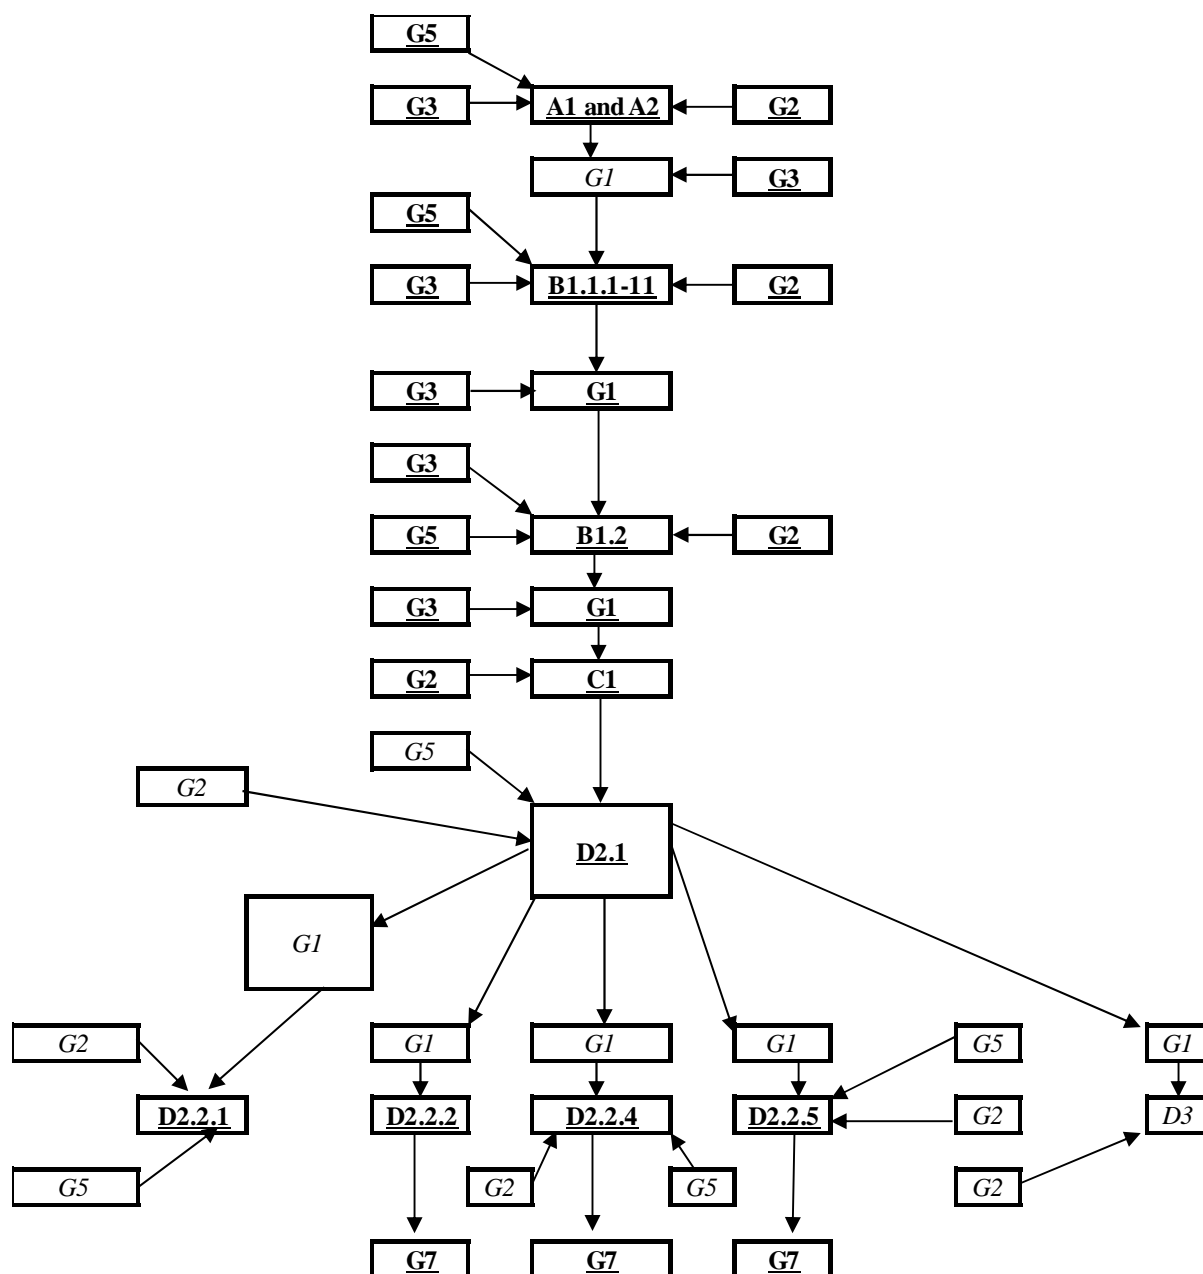 G5
G3 A1 and A2 G2
G1 G3
G5
G3 B1.1.1-11 G2
G3 G1
G3
G5 B1.2 G2
G3 G1
G2 C1
G5
G2
D2.1
G1
G2 G1 G1 G1 G5 G1
D2.2.1 D2.2.2 D2.2.4 D2.2.5 G2 D3
G5 G2 G5 G2
G7 G7 G7